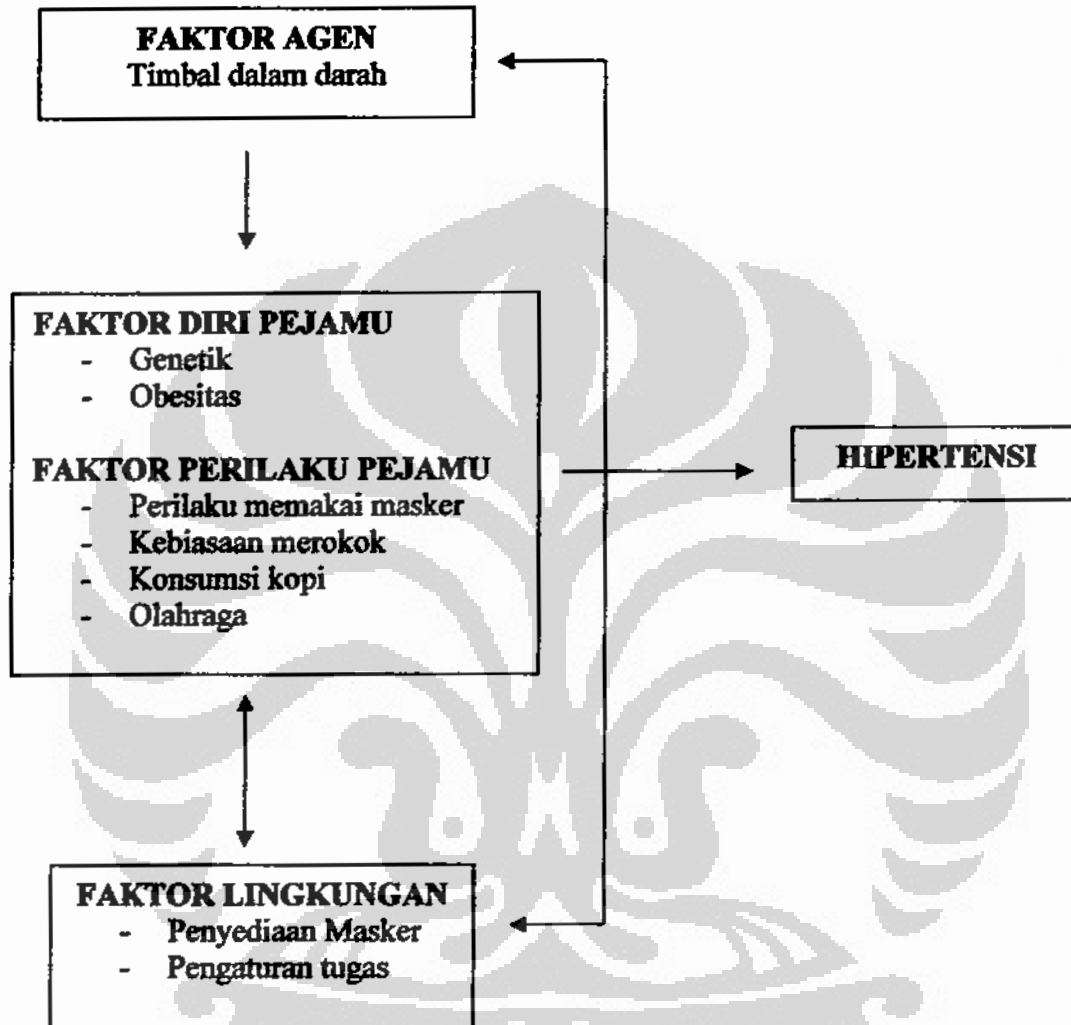 FAKTOR AGEN
Timbal dalam darah
FAKTOR DIRI PEJAMU
- Genetik
- Obesitas
FAKTOR PERILAKU PEJAMU
- Perilaku memakai masker
- Kebiasaan merokok
- Konsumsi kopi
- Olahraga
HIPERTENSI
FAKTOR LINGKUNGAN
- Penyediaan Masker
- Pengaturan tugas